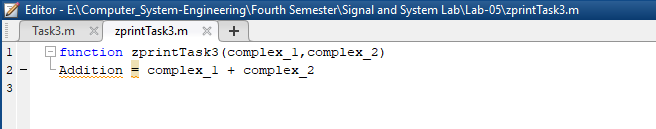 Editor - E:\Computer_System-Engineering\Fourth Semester\Signal and System Lab\Lab-05\zprintTask3.m
Task3.m × zprintTask3.m × +
1 function zprintTask3(complex_1,complex_2)
2 – Addition = complex_1 + complex_2
3